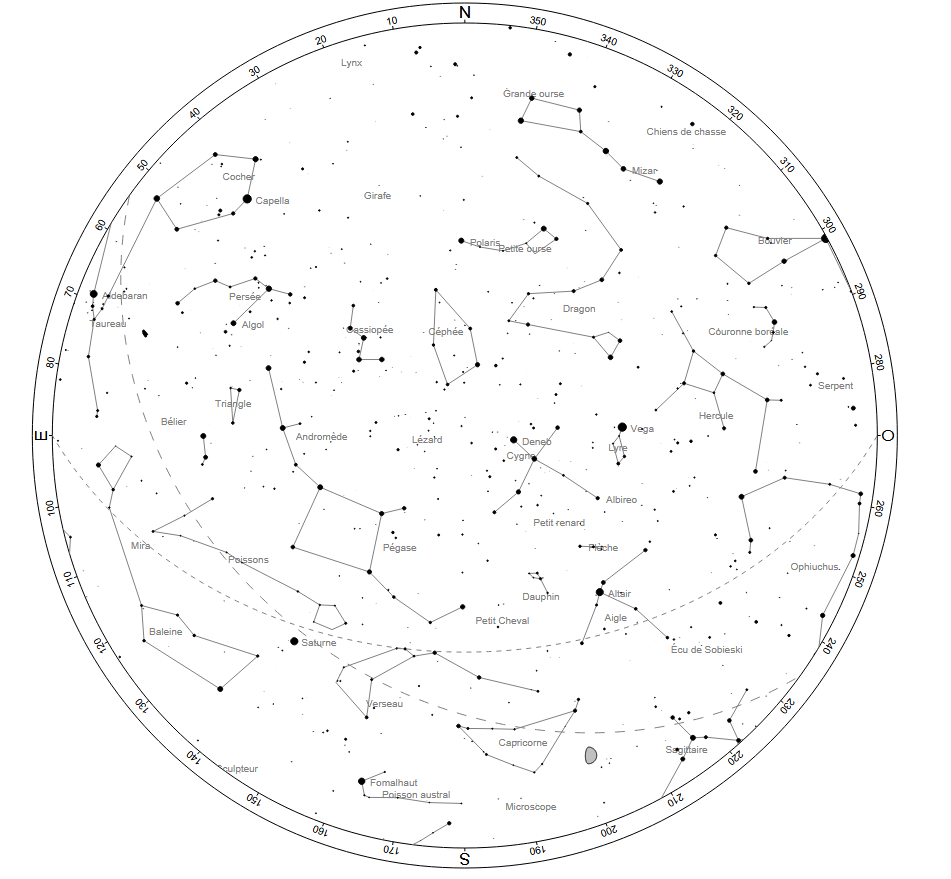 N
10
350
20
340
Lynx
30
330
Grande ourse
40
320
Chiens de chasse
50
310
Mizar
Cocher
Girafe
Capella
60
300
Polaris
Petite ourse
Bouvier
70
290
Aldebaran
Persée
Dragon
Taureau
Algol
Cassiopée
Céphée
Couronne boréale
80
280
Serpent
Triangle
Hercule
Bélier
Andromède
Lézard
Deneb
Vega
E
O
Cygne
Lyre
100
260
Albireo
Petit renard
Mira
Pégase
Flèche
Poissons
110
250
Ophiuchus
Dauphin
Altair
Petit Cheval
Aigle
Baleine
120
240
Saturne
Écu de Sobieski
130
230
Verseau
Capricorne
Sagittaire
140
220
culpteur
Fomalhaut
Poisson austral
150
210
Microscope
160
200
170
190
S